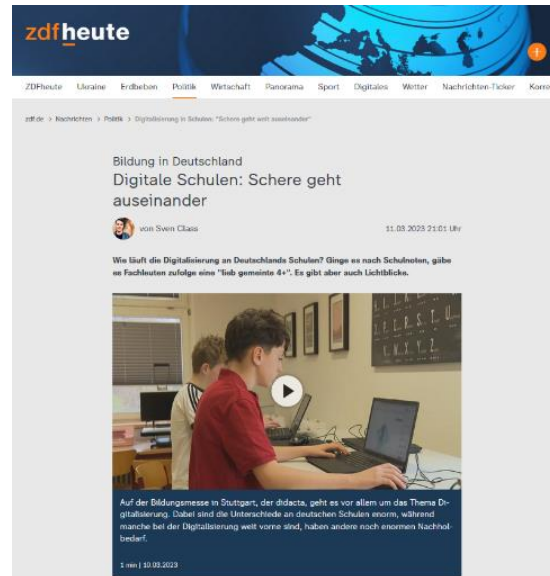 zdfheute
ZDFheute Ukraine Erdbeben Politik Wirtschaft Panorama Sport Digitales Wetter Nachrichten-Ticker Korre
zdf.de > Nachrichten > Politik > Digitalisierung in Schulen: "Schere geht weit auseinander"
Bildung in Deutschland
Digitale Schulen: Schere geht
auseinander
von Sven Class
11.03.2023 21:01 Uhr
Wie läuft die Digitalisierung an Deutschlands Schulen? Ginge es nach Schulnoten, gäbe
es Fachleuten zufolge eine "lieb gemeinte 4+". Es gibt aber auch Lichtblicke.
Auf der Bildungsmesse in Stuttgart, der didacta, geht es vor allem um das Thema Di-
gitalisierung. Dabei sind die Unterschiede an deutschen Schulen enorm, während
manche bei der Digitalisierung weit vorne sind, haben andere noch enormen Nachhol-
bedarf.
1 min | 10.03.2023